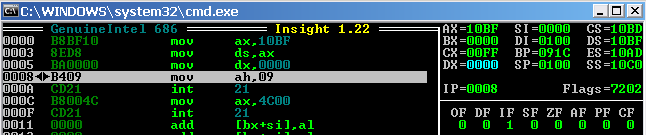 C:\WINDOWS\system32\cmd.exe
GenuineIntel 686 Insight 1.22
0000 B8BF10 mov ax,10BF
0003 8ED8 mov ds,ax
0005 BA0000 mov dx,0000
0008 B409 mov ah,09
000A CD21 int 21
000C B8004C mov ax,4C00
000F CD21 int 21
0011 0000 add [bx+si],al
AX=10BF SI=0000 CS=10BD
BX=0000 DI=0100 DS=10BF
CX=00FF BP=091C ES=10AD
DX=0000 SP=0100 SS=10C0
IP=0008 Flags=7202
OF DF IF SF ZF AF PF CF
0 0 1 0 0 0 0 0